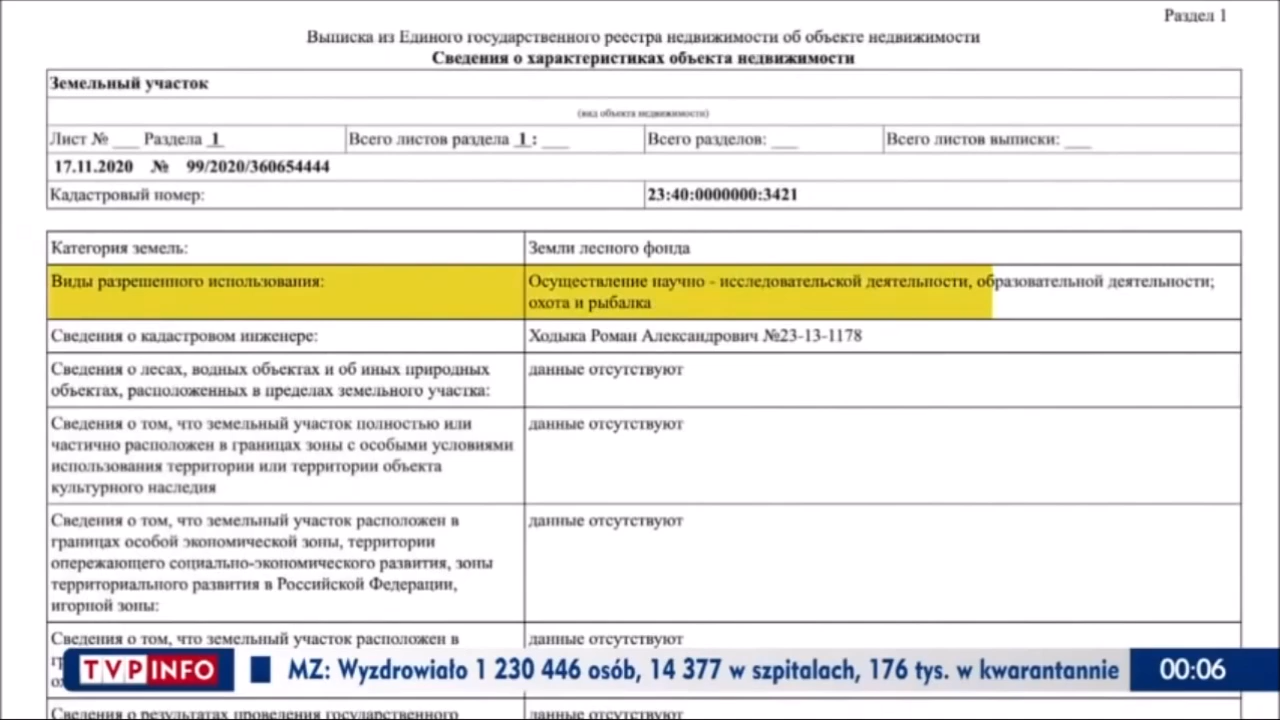 Раздел 1
Выписка из Единого государственного реестра недвижимости об объекте недвижимости
Сведения о характеристиках объекта недвижимости
Земельный участок
(вид объекта недвижимости)
Лист № ___ Раздела 1 Всего листов раздела 1 : ___ Всего разделов: ___ Всего листов выписки: ___
17.11.2020 № 99/2020/360654444
Кадастровый номер: 23:40:0000000:3421
Категория земель: Земли лесного фонда
Виды разрешенного использования: Осуществление научно - исследовательской деятельности, образовательной деятельности;
охота и рыбалка
Сведения о кадастровом инженере: Ходыка Роман Александрович №23-13-1178
Сведения о лесах, водных объектах и об иных природных данные отсутствуют
объектах, расположенных в пределах земельного участка:
Сведения о том, что земельный участок полностью или данные отсутствуют
частично расположен в границах зоны с особыми условиями
использования территории или территории объекта
культурного наследия
Сведения о том, что земельный участок расположен в данные отсутствуют
границах особой экономической зоны, территории
опережающего социально-экономического развития, зоны
территориального развития в Российской Федерации,
игорной зоны:
Сведения о том, что земельный участок расположен в данные отсутствуют
TVP INFO MZ: Wyzdrowiało 1 230 446 osób, 14 377 w szpitalach, 176 tys. w kwarantannie 00:06
Сведения о результатах проведения государственного данные отсутствуют